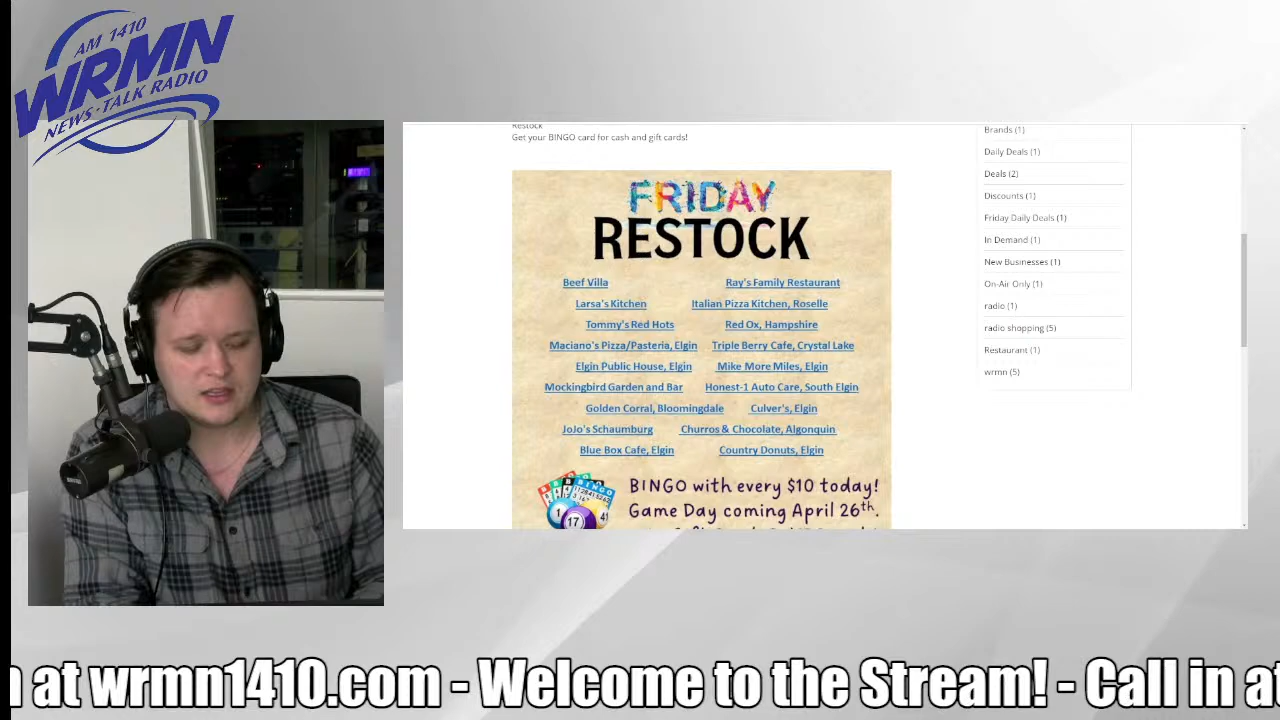 AM 1410
WRMN
NEWS-TALK RADIO
Restock
Get your BINGO card for cash and gift cards!
FRIDAY
RESTOCK
Beef Villa Ray's Family Restaurant
Larsa's Kitchen Italian Pizza Kitchen, Roselle
Tommy's Red Hots Red Ox, Hampshire
Maciano's Pizza/Pasteria, Elgin Triple Berry Cafe, Crystal Lake
Elgin Public House, Elgin Mike More Miles, Elgin
Mockingbird Garden and Bar Honest-1 Auto Care, South Elgin
Golden Corral, Bloomingdale Culver's, Elgin
JoJo's Schaumburg Churros & Chocolate, Algonquin
Blue Box Cafe, Elgin Country Donuts, Elgin
BINGO
1
17
41
BINGO with every $10 today!
Game Day coming April 26th.
Brands (1)
Daily Deals (1)
Deals (2)
Discounts (1)
Friday Daily Deals (1)
In Demand (1)
New Businesses (1)
On-Air Only (1)
radio (1)
radio shopping (5)
Restaurant (1)
wrmn (5)
n at wrmn1410.com - Welcome to the Stream! - Call in at